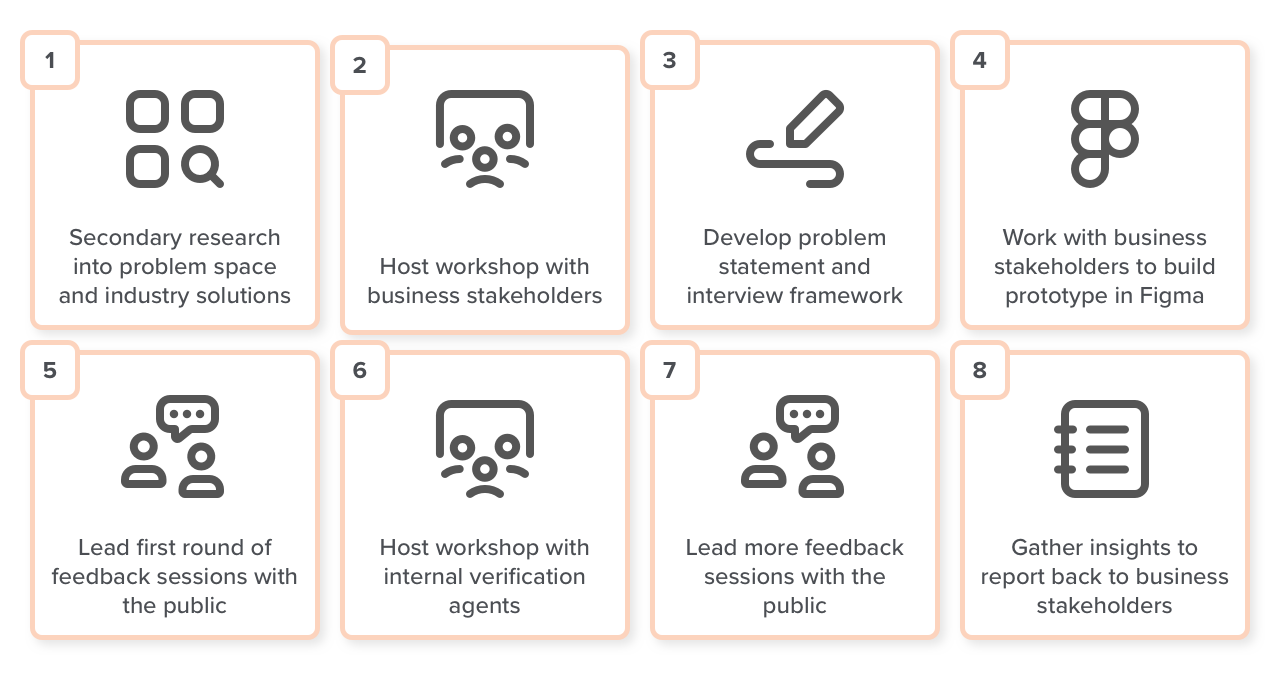 1
Secondary research
into problem space
and industry solutions
2
Host workshop with
business stakeholders
3
Develop problem
statement and
interview framework
4
Work with business
stakeholders to build
prototype in Figma
5
Lead first round of
feedback sessions with
the public
6
Host workshop with
internal verification
agents
7
Lead more feedback
sessions with the
public
8
Gather insights to
report back to business
stakeholders